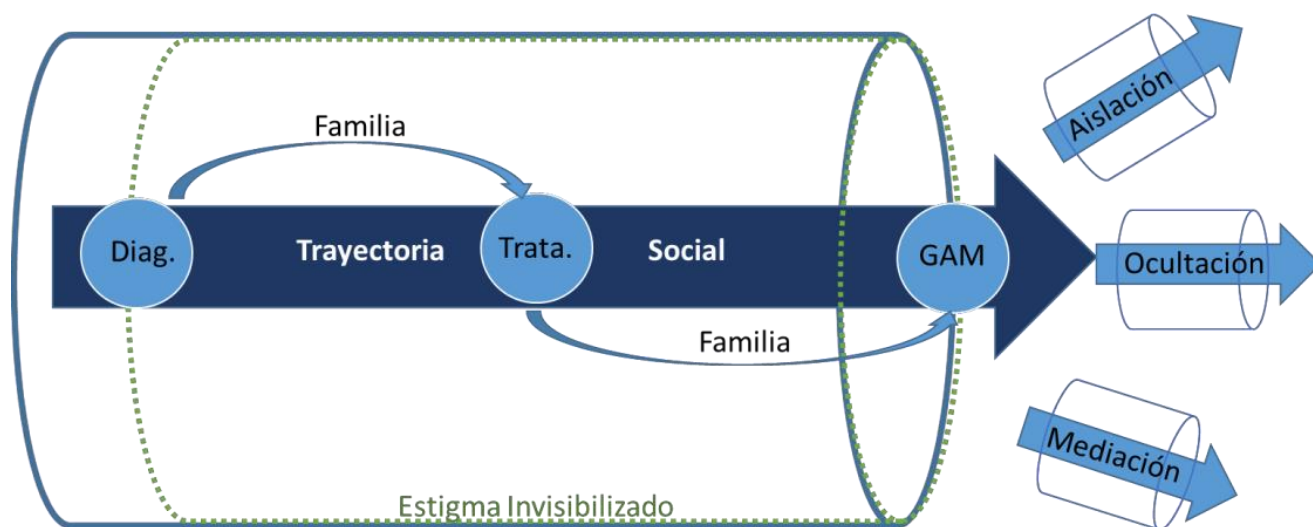 Familia
Aislación
Diag.
Trayectoria
Trata.
Social
GAM
Ocultación
Familia
Mediación
Estigma Invisibilizado